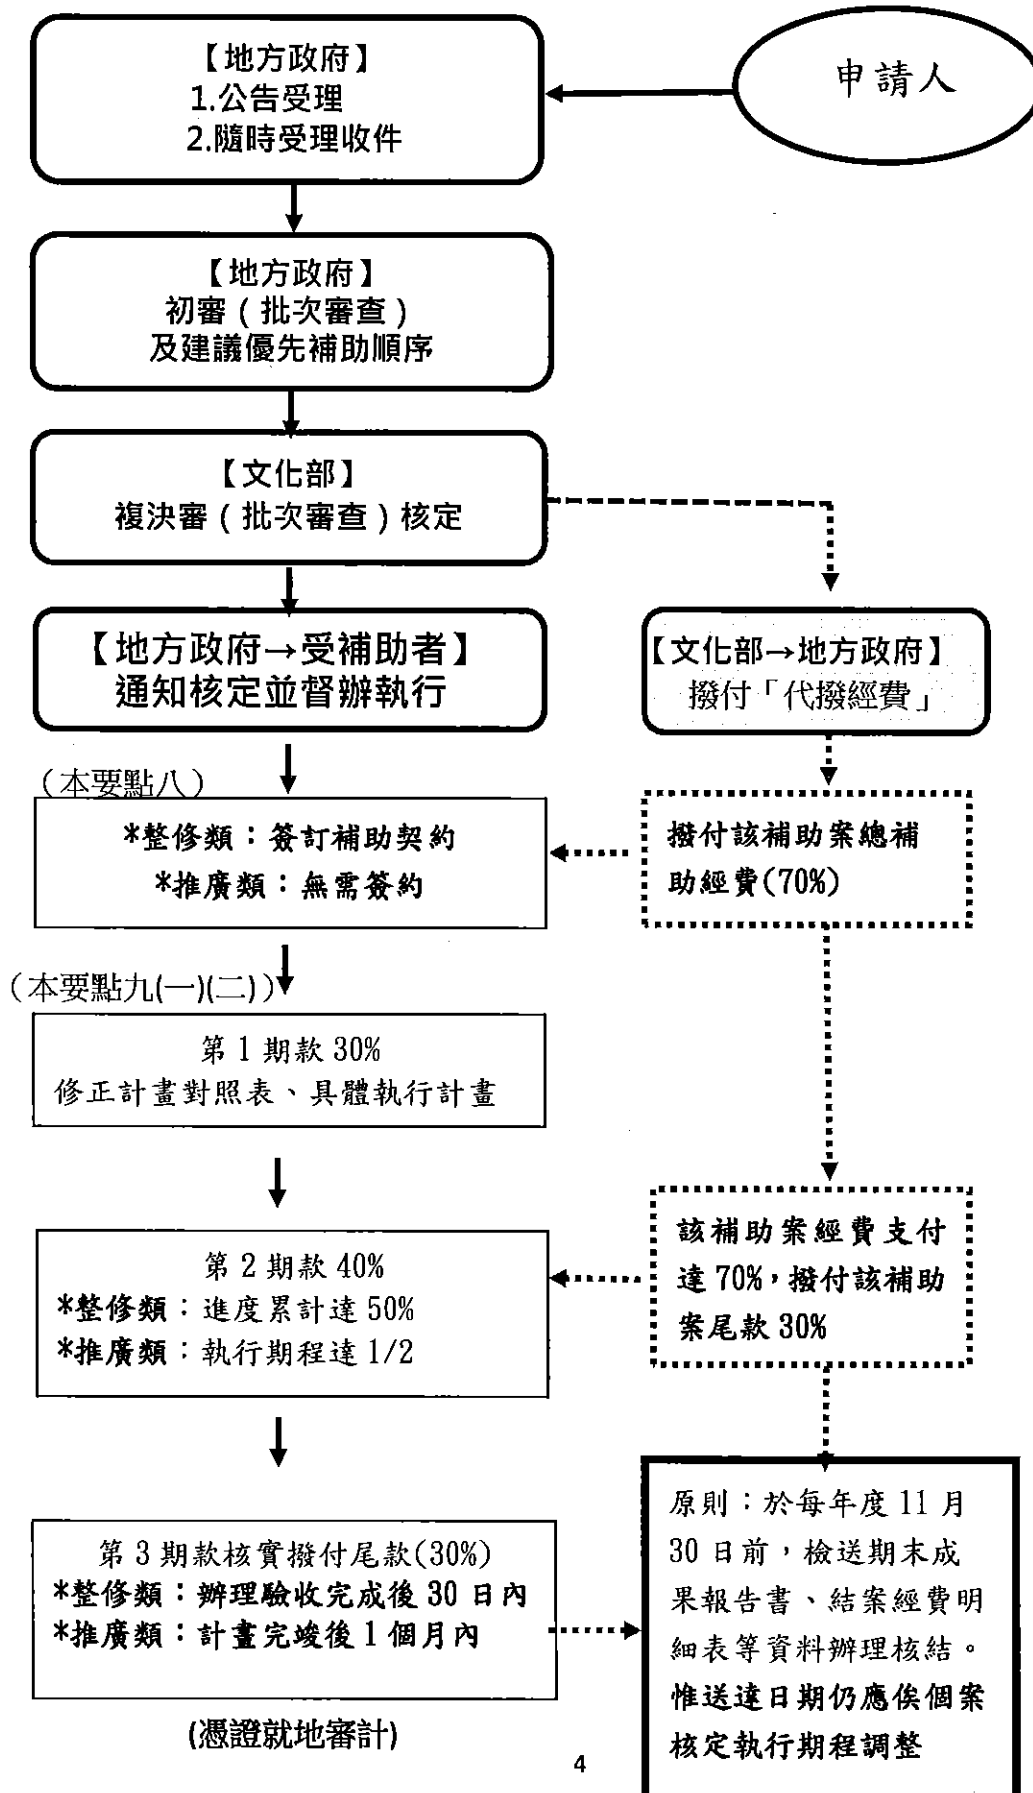 【地方政府】
1.公告受理
2.隨時受理收件
申請人
【地方政府】
初審（批次審查）
及建議優先補助順序
【文化部】
複決審（批次審查）核定
【地方政府→受補助者】
通知核定並督辦執行
【文化部→地方政府】
撥付「代撥經費」
（本要點八）
*整修類：簽訂補助契約
*推廣類：無需簽約
撥付該補助案總補
助經費(70%)
（本要點九(一)(二)）
第 1 期款 30%
修正計畫對照表、具體執行計畫
第 2 期款 40%
*整修類：進度累計達 50%
*推廣類：執行期程達 1/2
該補助案經費支付
達 70%，撥付該補助
案尾款 30%
第 3 期款核實撥付尾款(30%)
*整修類：辦理驗收完成後 30 日內
*推廣類：計畫完竣後 1 個月內
(憑證就地審計)
原則：於每年度 11 月
30 日前，檢送期末成
果報告書、結案經費明
細表等資料辦理核結。
惟送達日期仍應俟個案
核定執行期程調整
4